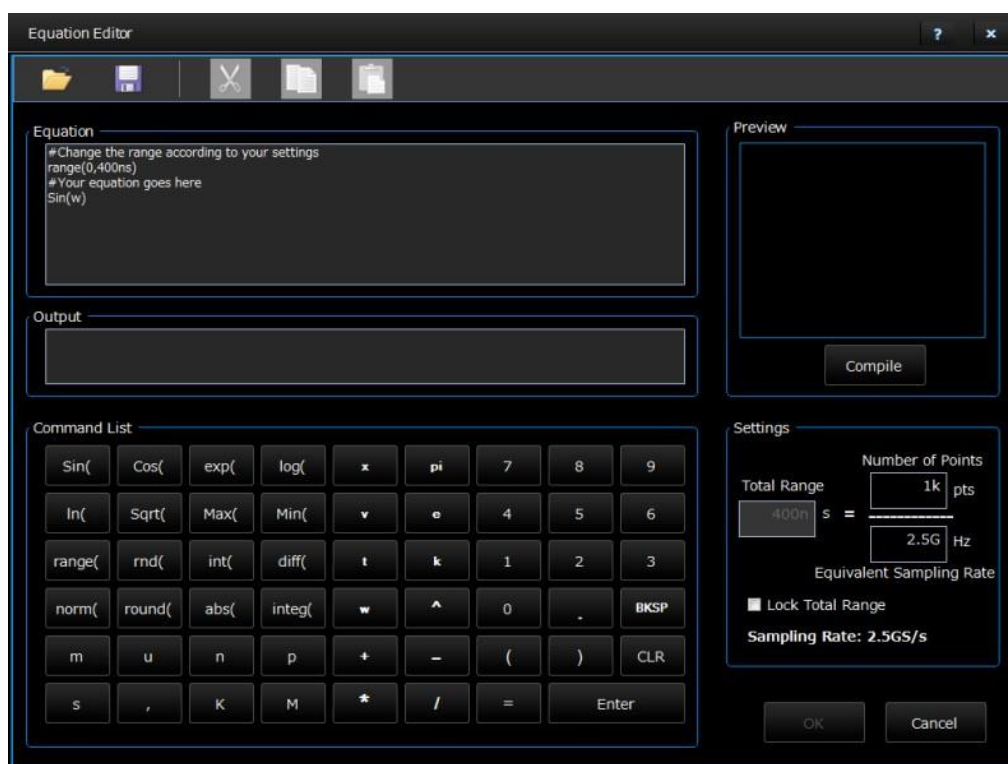 Equation Editor
?
×
Equation
#Change the range according to your settings
range(0,400ns)
#Your equation goes here
Sin(w)
Preview
Compile
Output
Command List
Sin( Cos( exp( log( x pi 7 8 9
ln( Sqrt( Max( Min( v e 4 5 6
range( rnd( int( diff( t k 1 2 3
norm( round( abs( integ( w ^ 0 . BKSP
m u n p + - ( ) CLR
s , K M * / = Enter
Settings
Number of Points
Total Range
1k pts
400n s =
2.5G Hz
Equivalent Sampling Rate
Lock Total Range
Sampling Rate: 2.5GS/s
OK Cancel